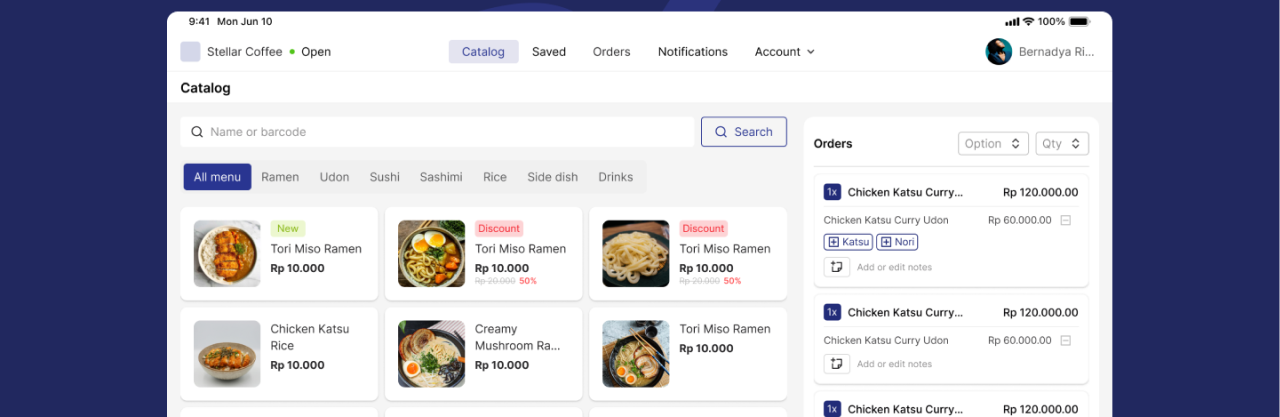 9:41 Mon Jun 10
100%
Stellar Coffee Open
Catalog Saved Orders Notifications Account
Bernadya Ri...
Catalog
Name or barcode
Search
All menu Ramen Udon Sushi Sashimi Rice Side dish Drinks
New
Tori Miso Ramen
Rp 10.000
Discount
Tori Miso Ramen
Rp 10.000
Rp 20.000 50%
Discount
Tori Miso Ramen
Rp 10.000
Rp 20.000 50%
Chicken Katsu
Rice
Rp 10.000
Creamy
Mushroom Ra...
Rp 10.000
Tori Miso Ramen
Rp 10.000
Orders Option Qty
1x Chicken Katsu Curry... Rp 120.000.00
Chicken Katsu Curry Udon Rp 60.000.00
Katsu Nori
Add or edit notes
1x Chicken Katsu Curry... Rp 120.000.00
Chicken Katsu Curry Udon Rp 60.000.00
Add or edit notes
1x Chicken Katsu Curry... Rp 120.000.00